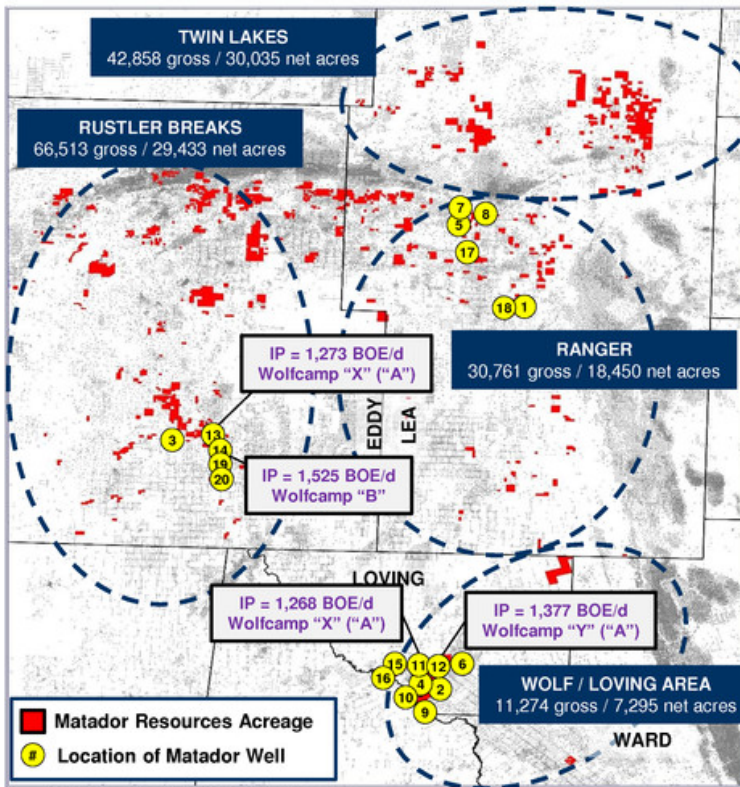 TWIN LAKES
42,858 gross / 30,035 net acres
RUSTLER BREAKS
66,513 gross / 29,433 net acres
7
8
5
17
18
1
IP = 1,273 BOE/d
Wolfcamp “X” (“A”)
RANGER
30,761 gross / 18,450 net acres
EDDY
LEA
3
13
14
19
20
IP = 1,525 BOE/d
Wolfcamp “B”
LOVING
IP = 1,268 BOE/d
Wolfcamp “X” (“A”)
IP = 1,377 BOE/d
Wolfcamp “Y” (“A”)
15
11
12
6
16
4
2
10
9
WOLF / LOVING AREA
11,274 gross / 7,295 net acres
WARD
Matador Resources Acreage
# Location of Matador Well